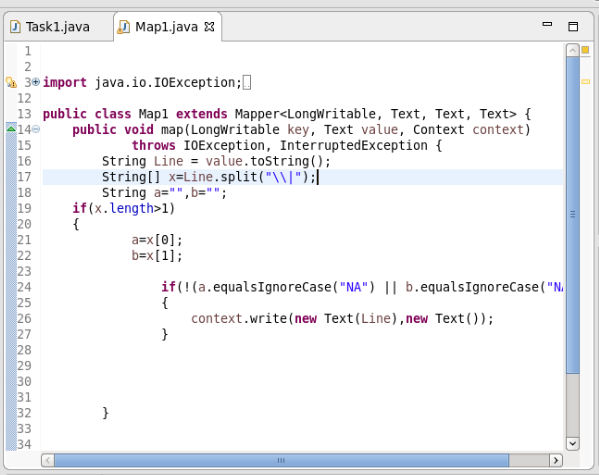 Task1.java Map1.java
1
2
3 import java.io.IOException;
12
13 public class Map1 extends Mapper<LongWritable, Text, Text, Text> {
14 public void map(LongWritable key, Text value, Context context)
15 throws IOException, InterruptedException {
16 String Line = value.toString();
17 String[] x=Line.split("\\|");
18 String a="",b="";
19 if(x.length>1)
20 {
21 a=x[0];
22 b=x[1];
23
24 if(!(a.equalsIgnoreCase("NA") || b.equalsIgnoreCase("NA
25 {
26 context.write(new Text(Line),new Text());
27 }
28
29
30
31
32 }
33
34